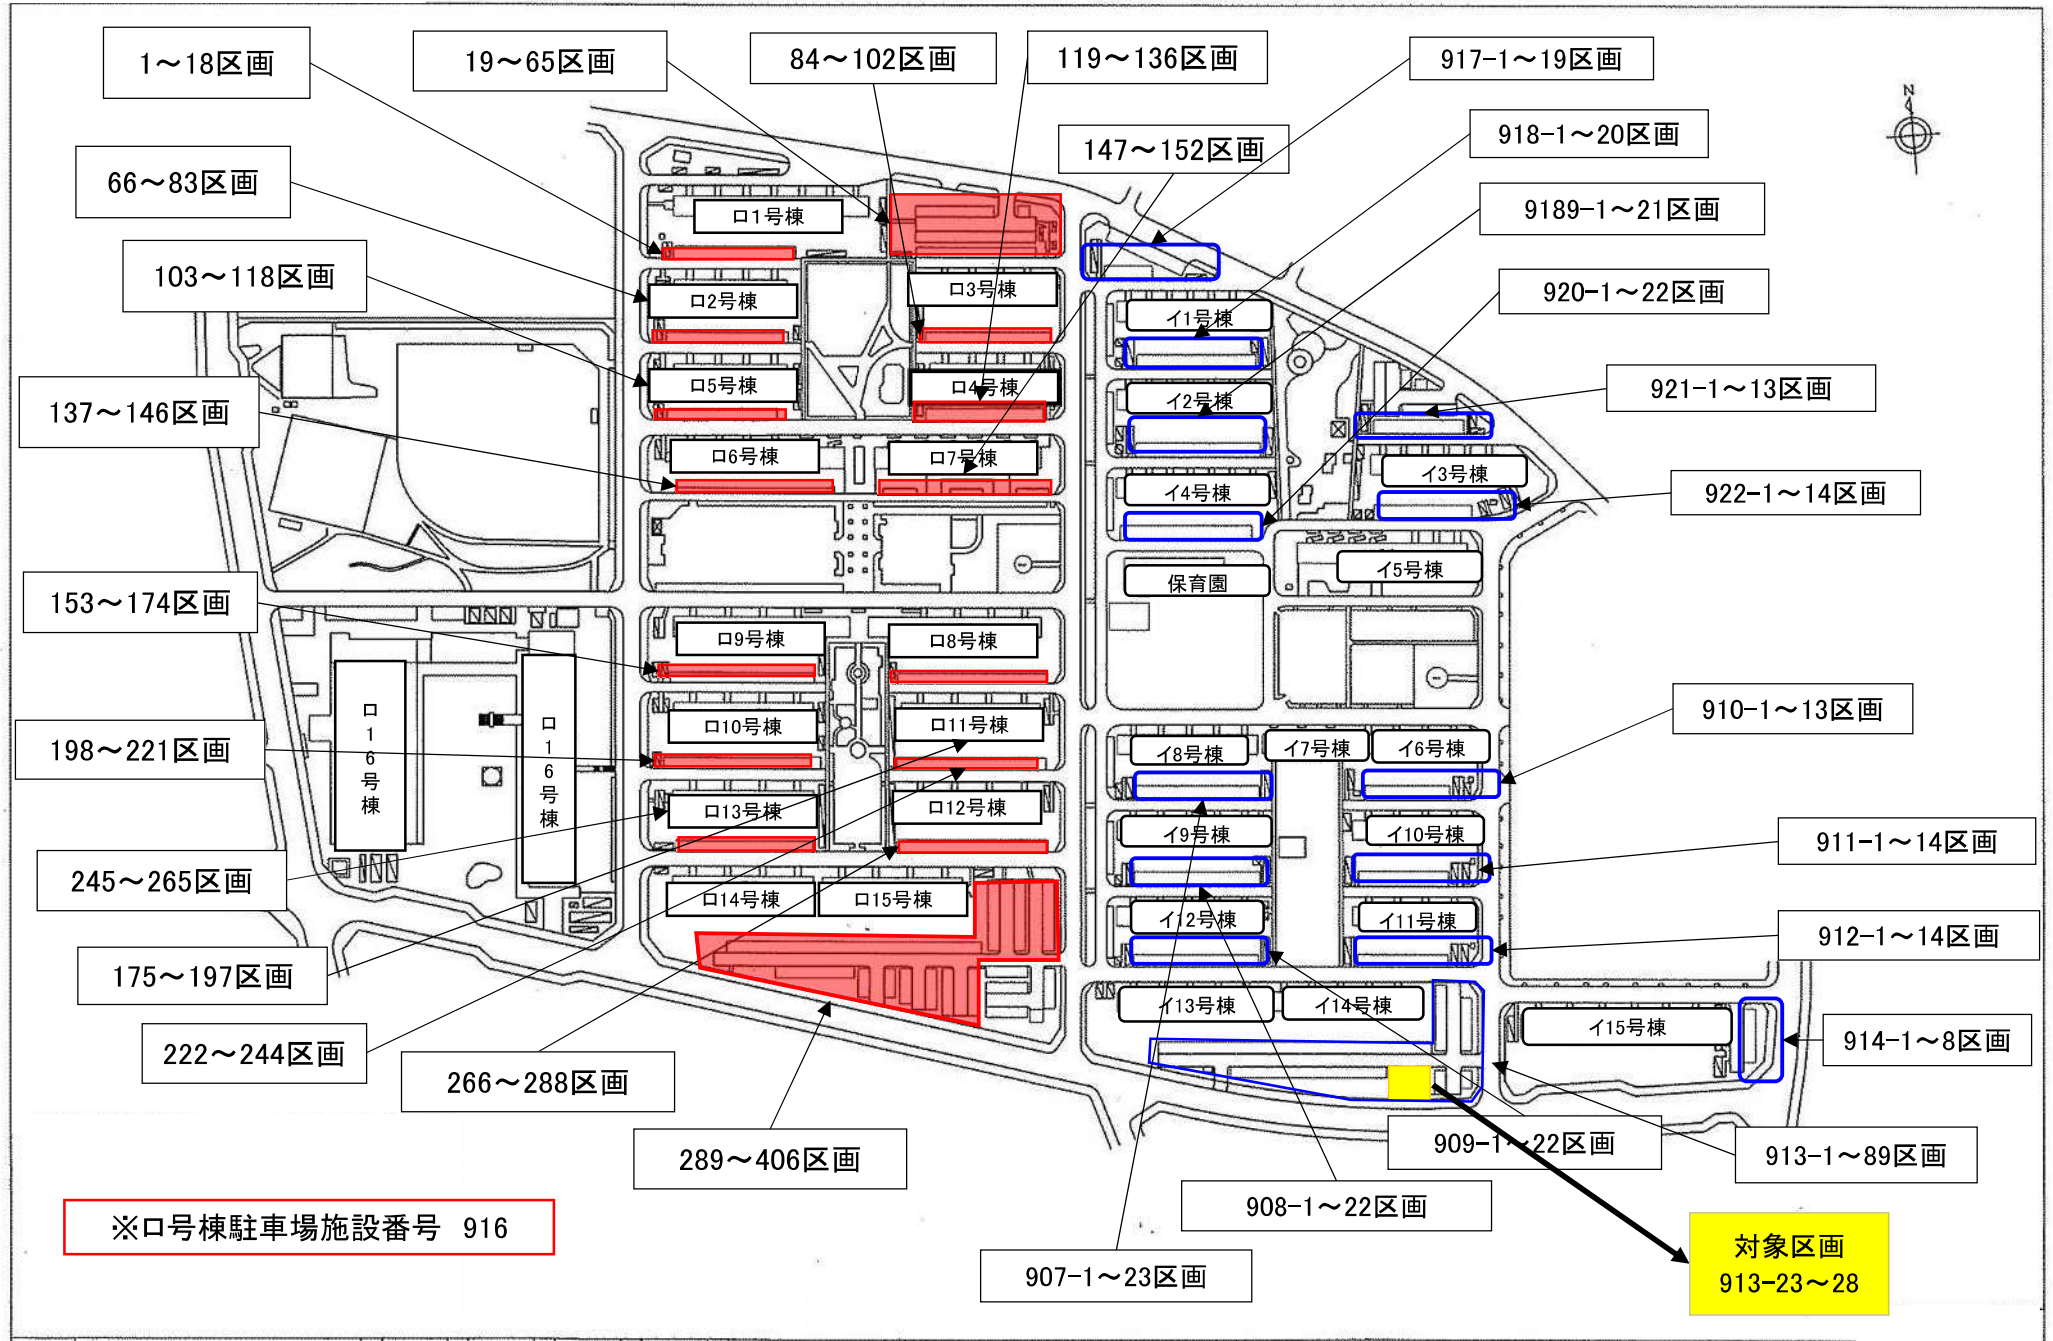 1～18区画
19～65区画
84～102区画
119～136区画
917-1～19区画
N
918-1～20区画
147～152区画
66～83区画
9189-1～21区画
103～118区画
920-1～22区画
137～146区画
921-1～13区画
922-1～14区画
153～174区画
198～221区画
910-1～13区画
245～265区画
911-1～14区画
175～197区画
912-1～14区画
222～244区画
266～288区画
914-1～8区画
289～406区画
909-1～22区画
913-1～89区画
908-1～22区画
907-1～23区画
ロ1号棟
ロ2号棟
ロ3号棟
ロ5号棟
ロ4号棟
ロ6号棟
ロ7号棟
ロ9号棟
ロ8号棟
ロ10号棟
ロ11号棟
ロ13号棟
ロ12号棟
ロ14号棟
ロ15号棟
ロ16号棟
ロ16号棟
イ1号棟
イ2号棟
イ4号棟
イ3号棟
イ5号棟
保育園
イ8号棟
イ7号棟
イ6号棟
イ9号棟
イ10号棟
イ12号棟
イ11号棟
イ13号棟
イ14号棟
イ15号棟
※ロ号棟駐車場施設番号 916
対象区画
913-23～28